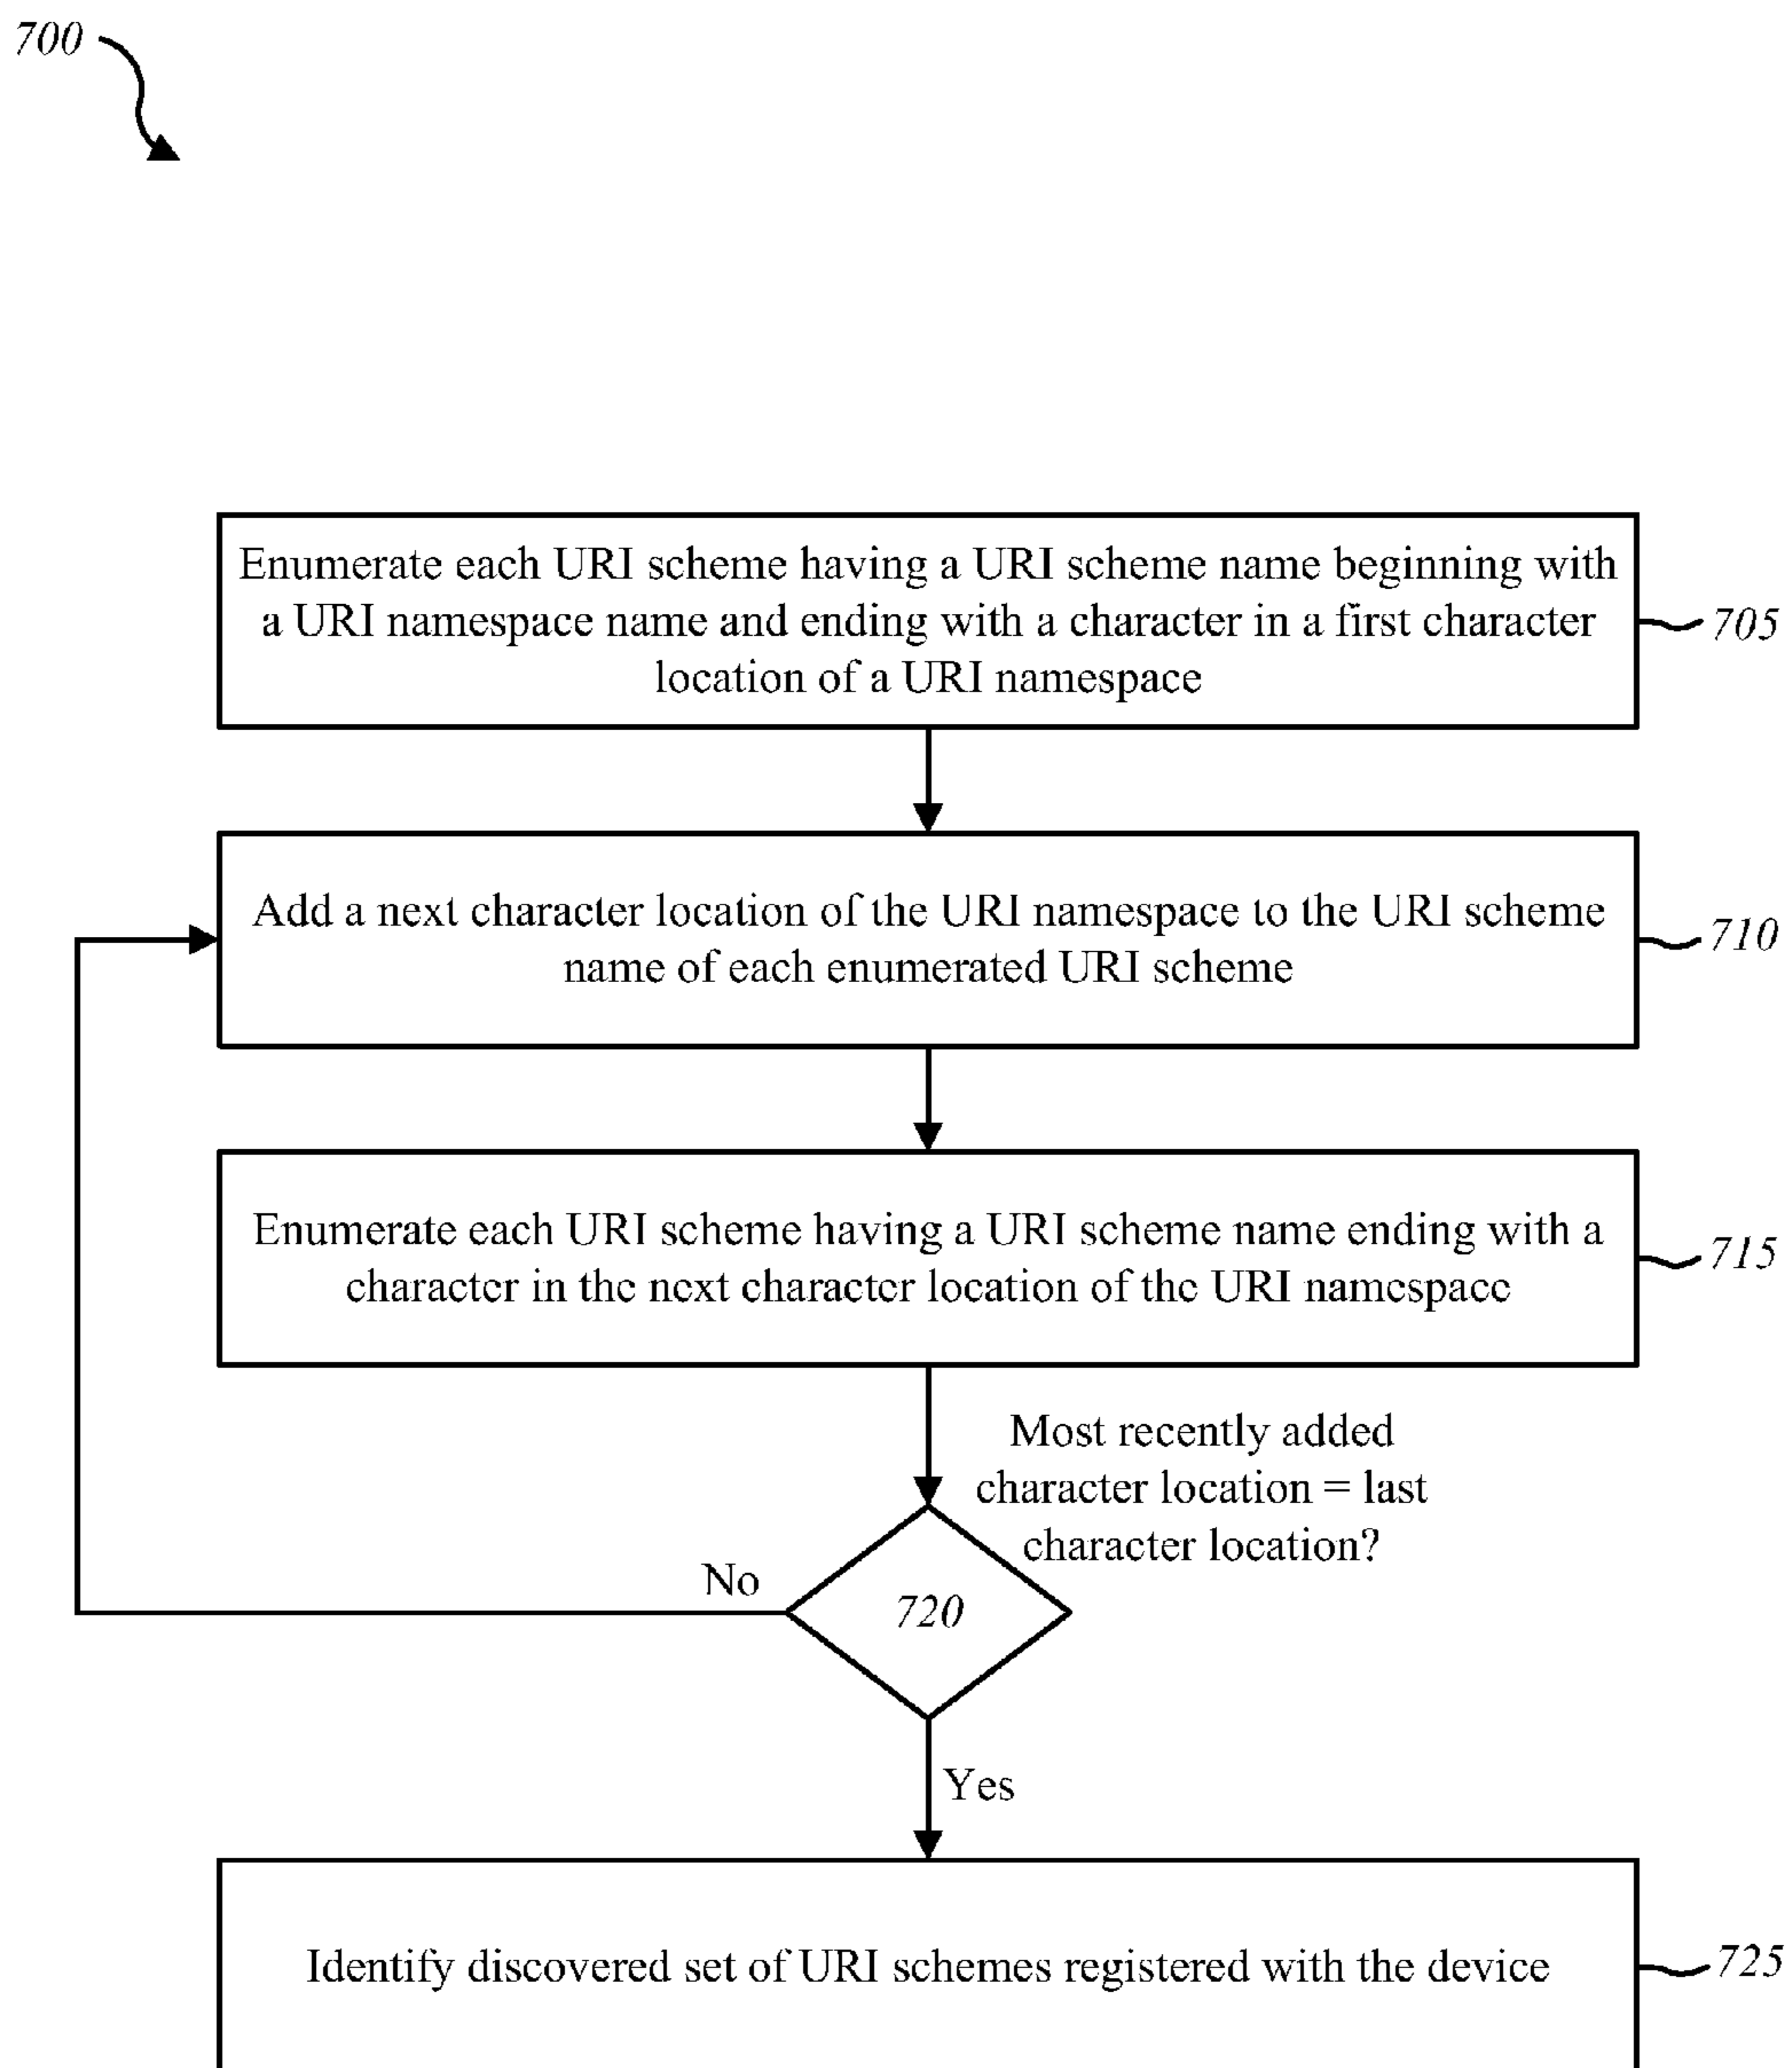 700
Enumerate each URI scheme having a URI scheme name beginning with
a URI namespace name and ending with a character in a first character
location of a URI namespace
705
Add a next character location of the URI namespace to the URI scheme
name of each enumerated URI scheme
710
Enumerate each URI scheme having a URI scheme name ending with a
character in the next character location of the URI namespace
715
Most recently added
character location = last
character location?
No
720
Yes
Identify discovered set of URI schemes registered with the device
725